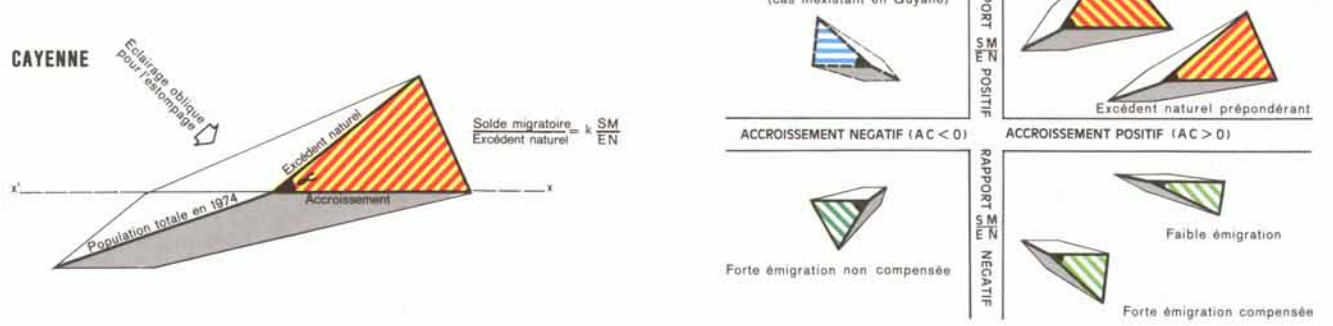 CAYENNE
Éclairage oblique
pour l'estompage
Excédent naturel
Solde migratoire
Excédent naturel
= k SM
EN
x'
x
Population totale en 1974
Accroissement
(cas inexistant en Guyane)
PORT SM
EN POSITIF
Excédent naturel prépondérant
ACCROISSEMENT NEGATIF (AC < 0)
ACCROISSEMENT POSITIF (AC > 0)
RAPPORT SM
EN NEGATIF
Forte émigration non compensée
Faible émigration
Forte émigration compensée